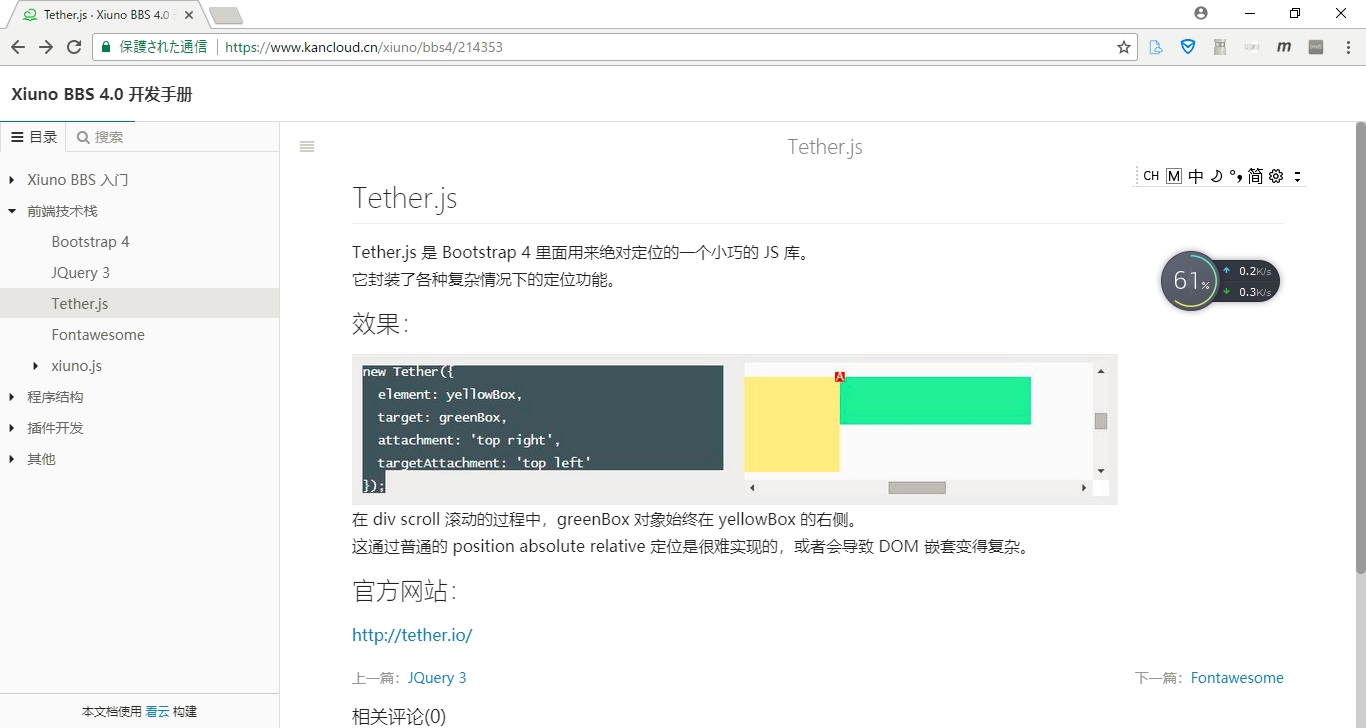 Tether.js · Xiuno BBS 4.0
保護された通信
https://www.kancloud.cn/xiuno/bbs4/214353
Xiuno BBS 4.0 开发手册
目录
搜索
Xiuno BBS 入门
前端技术栈
Bootstrap 4
JQuery 3
Tether.js
Fontawesome
xiuno.js
程序结构
插件开发
其他
本文档使用 看云 构建
Tether.js
CH M 中 简
Tether.js
Tether.js 是 Bootstrap 4 里面用来绝对定位的一个小巧的 JS 库。
它封装了各种复杂情况下的定位功能。
61%
0.2K/s
0.3K/s
效果：
new Tether({
element: yellowBox,
target: greenBox,
attachment: 'top right',
targetAttachment: 'top left'
});
A
在 div scroll 滚动的过程中，greenBox 对象始终在 yellowBox 的右侧。
这通过普通的 position absolute relative 定位是很难实现的，或者会导致 DOM 嵌套变得复杂。
官方网站：
http://tether.io/
上一篇：JQuery 3
下一篇：Fontawesome
相关评论(0)